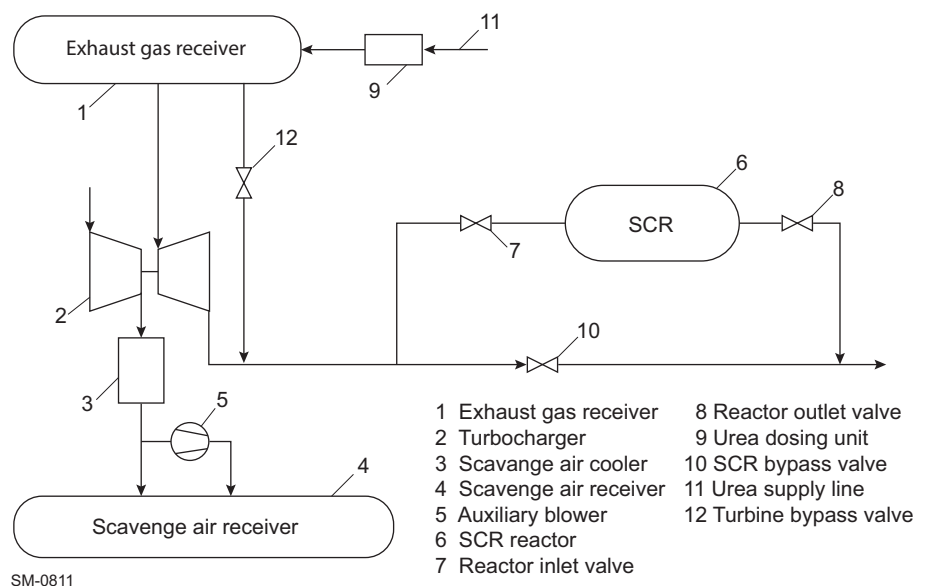 Exhaust gas receiver
11
9
1
12
6
8
SCR
7
2
10
3
5
4
Scavenge air receiver
1 Exhaust gas receiver
2 Turbocharger
3 Scavange air cooler
4 Scavenge air receiver
5 Auxiliary blower
6 SCR reactor
7 Reactor inlet valve
8 Reactor outlet valve
9 Urea dosing unit
10 SCR bypass valve
11 Urea supply line
12 Turbine bypass valve
SM-0811